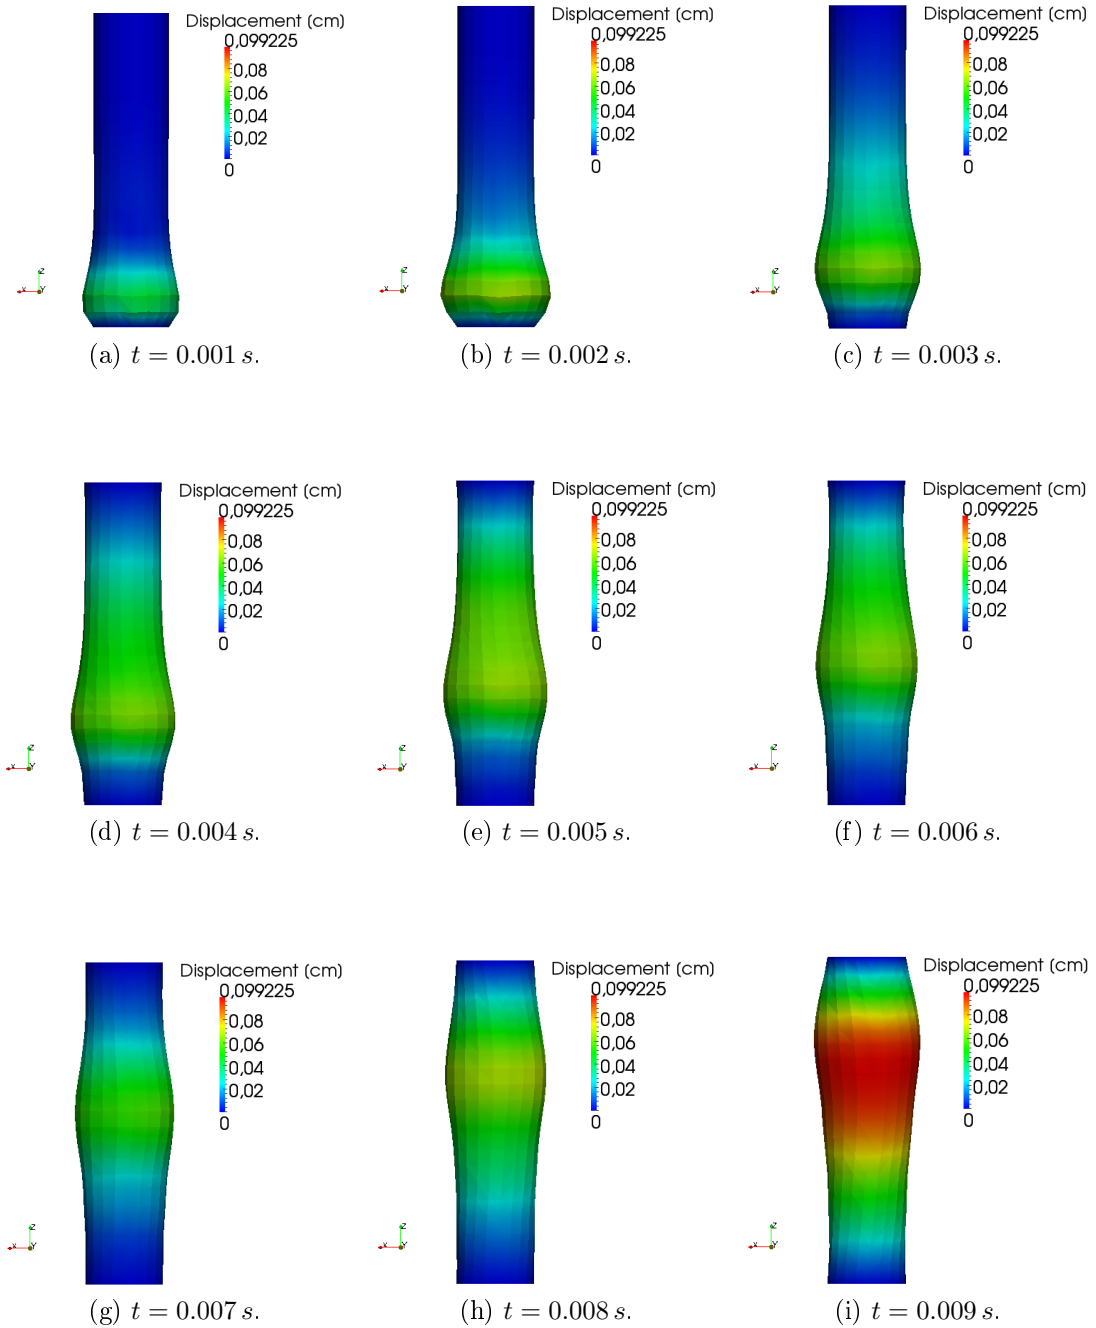 Displacement (cm)
0,099225
0,08
0,06
0,04
0,02
0
z
x
Y
(a) t = 0.001 s.
Displacement (cm)
0,099225
0,08
0,06
0,04
0,02
0
z
x
Y
(b) t = 0.002 s.
Displacement (cm)
0,099225
0,08
0,06
0,04
0,02
0
z
x
Y
(c) t = 0.003 s.
Displacement (cm)
0,099225
0,08
0,06
0,04
0,02
0
z
x
Y
(d) t = 0.004 s.
Displacement (cm)
0,099225
0,08
0,06
0,04
0,02
0
z
x
Y
(e) t = 0.005 s.
Displacement (cm)
0,099225
0,08
0,06
0,04
0,02
0
z
x
Y
(f) t = 0.006 s.
Displacement (cm)
0,099225
0,08
0,06
0,04
0,02
0
z
x
Y
(g) t = 0.007 s.
Displacement (cm)
0,099225
0,08
0,06
0,04
0,02
0
z
x
Y
(h) t = 0.008 s.
Displacement (cm)
0,099225
0,08
0,06
0,04
0,02
0
z
x
Y
(i) t = 0.009 s.